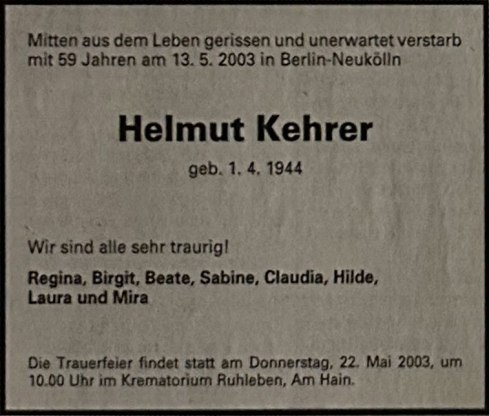 Mitten aus dem Leben gerissen und unerwartet verstarb
mit 59 Jahren am 13. 5. 2003 in Berlin-Neukölln
Helmut Kehrer
geb. 1. 4. 1944
Wir sind alle sehr traurig!
Regina, Birgit, Beate, Sabine, Claudia, Hilde,
Laura und Mira
Die Trauerfeier findet statt am Donnerstag, 22. Mai 2003, um
10.00 Uhr im Krematorium Ruhleben, Am Hain.